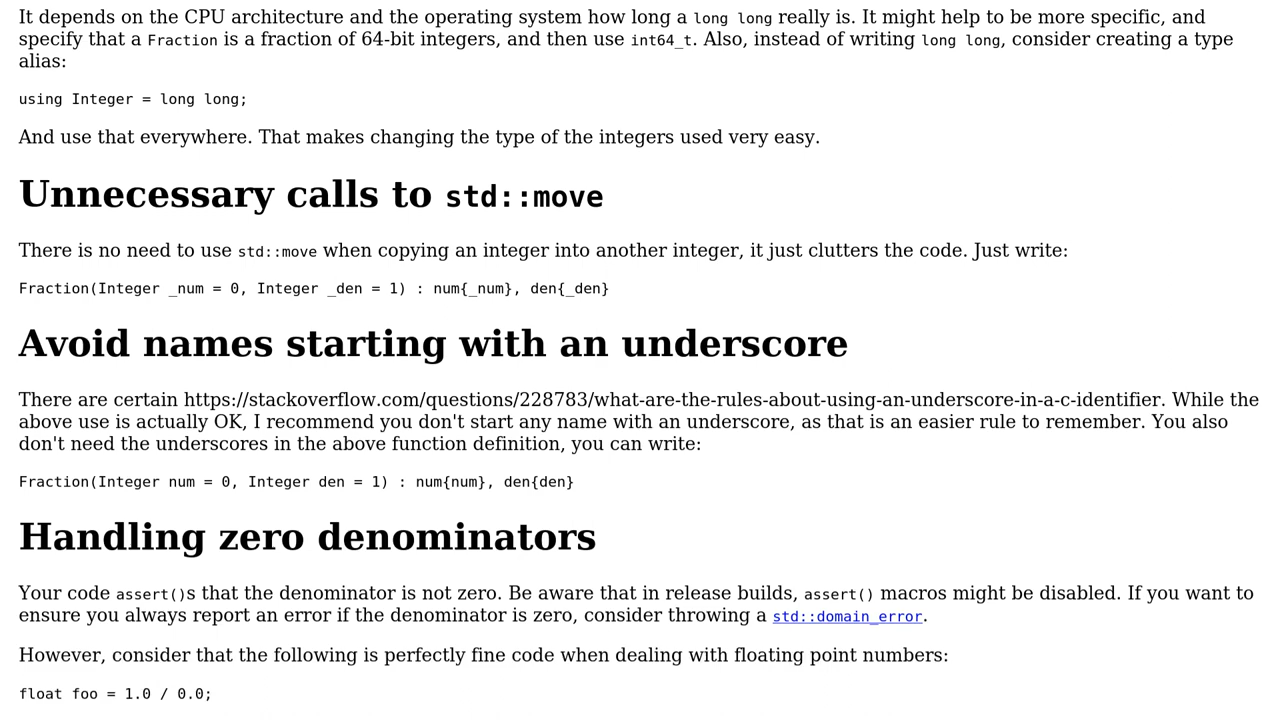 It depends on the CPU architecture and the operating system how long a long long really is. It might help to be more specific, and
specify that a Fraction is a fraction of 64-bit integers, and then use int64_t. Also, instead of writing long long, consider creating a type
alias:
using Integer = long long;
And use that everywhere. That makes changing the type of the integers used very easy.
Unnecessary calls to std::move
There is no need to use std::move when copying an integer into another integer, it just clutters the code. Just write:
Fraction(Integer _num = 0, Integer _den = 1) : num{_num}, den{_den}
Avoid names starting with an underscore
There are certain https://stackoverflow.com/questions/228783/what-are-the-rules-about-using-an-underscore-in-a-c-identifier. While the
above use is actually OK, I recommend you don't start any name with an underscore, as that is an easier rule to remember. You also
don't need the underscores in the above function definition, you can write:
Fraction(Integer num = 0, Integer den = 1) : num{num}, den{den}
Handling zero denominators
Your code assert()s that the denominator is not zero. Be aware that in release builds, assert() macros might be disabled. If you want to
ensure you always report an error if the denominator is zero, consider throwing a std::domain_error.
However, consider that the following is perfectly fine code when dealing with floating point numbers:
float foo = 1.0 / 0.0;